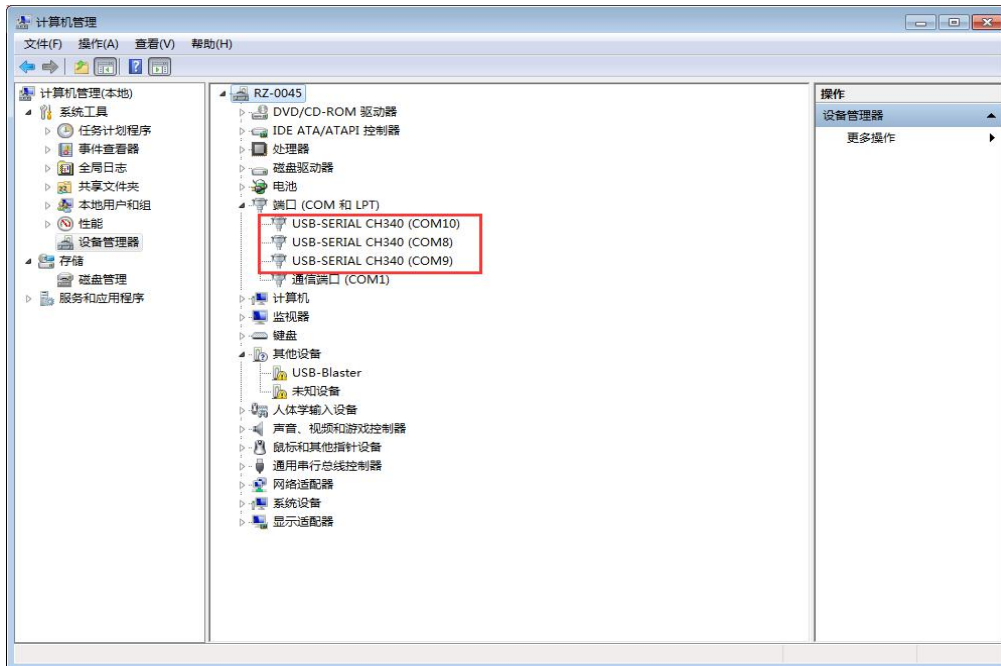 计算机管理
文件(F) 操作(A) 查看(V) 帮助(H)
计算机管理(本地)
系统工具
任务计划程序
事件查看器
全局日志
共享文件夹
本地用户和组
性能
设备管理器
存储
磁盘管理
服务和应用程序
RZ-0045
DVD/CD-ROM 驱动器
IDE ATA/ATAPI 控制器
处理器
磁盘驱动器
电池
端口 (COM 和 LPT)
USB-SERIAL CH340 (COM10)
USB-SERIAL CH340 (COM8)
USB-SERIAL CH340 (COM9)
通信端口 (COM1)
计算机
监视器
键盘
其他设备
USB-Blaster
未知设备
人体学输入设备
声音、视频和游戏控制器
鼠标和其他指针设备
通用串行总线控制器
网络适配器
系统设备
显示适配器
操作
设备管理器
更多操作